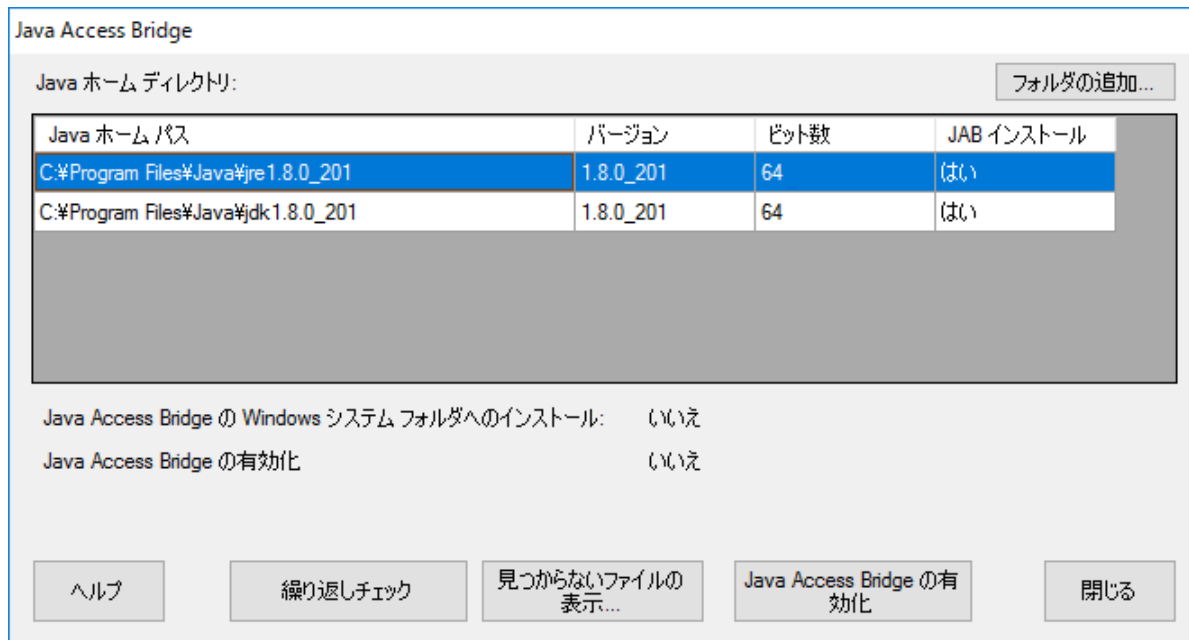 Java Access Bridge
Java ホーム ディレクトリ:
フォルダの追加...
Java ホーム パス バージョン ビット数 JAB インストール
C:¥Program Files¥Java¥jre1.8.0_201 1.8.0_201 64 はい
C:¥Program Files¥Java¥jdk1.8.0_201 1.8.0_201 64 はい
Java Access Bridge の Windows システム フォルダへのインストール: いいえ
Java Access Bridge の有効化 いいえ
ヘルプ
繰り返しチェック
見つからないファイルの
表示...
Java Access Bridge の有
効化
閉じる